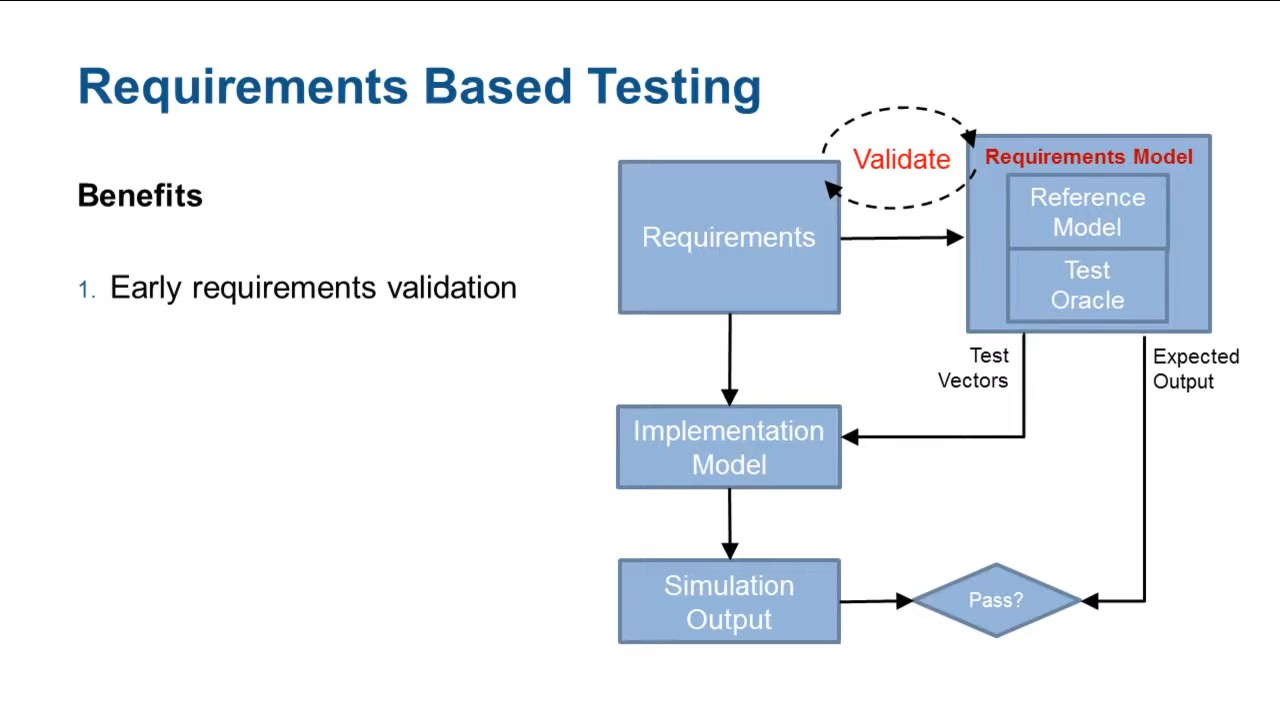 Requirements Based Testing
Benefits
1. Early requirements validation
Validate
Requirements Model
Reference
Model
Test
Oracle
Requirements
Test
Vectors
Expected
Output
Implementation
Model
Simulation
Output
Pass?